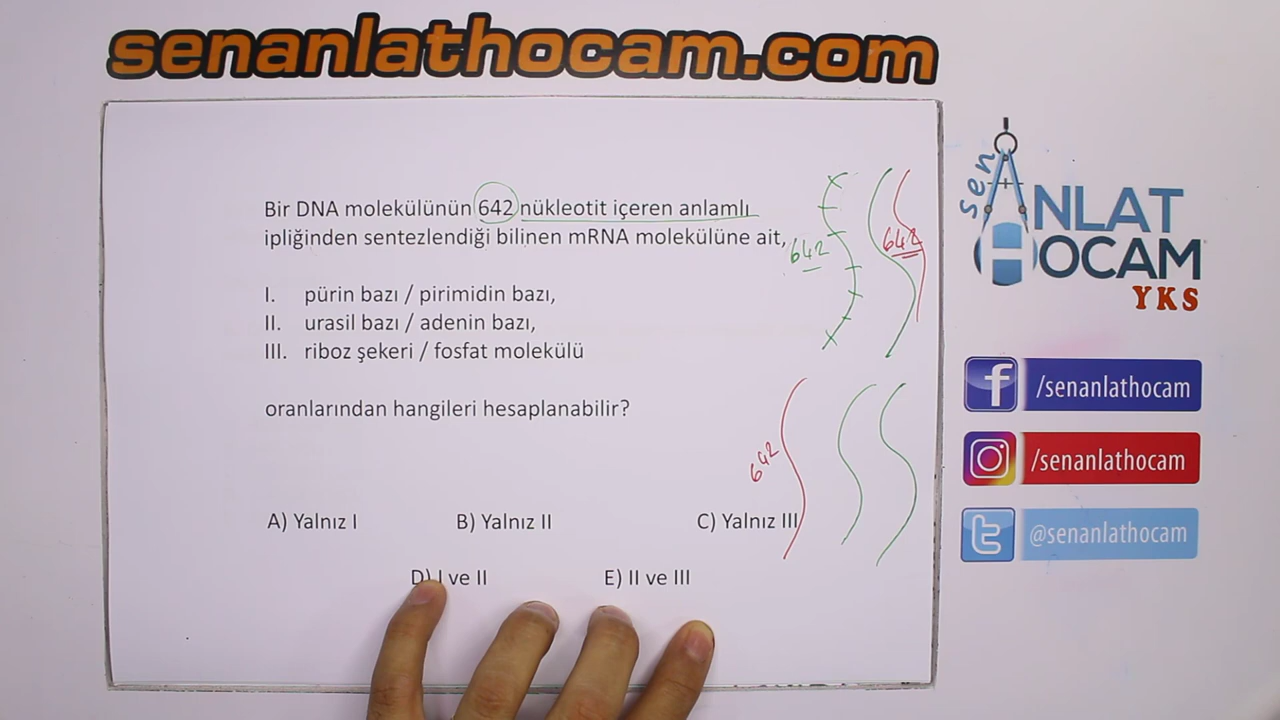 senanlathocam.com
Bir DNA molekülünün 642 nükleotit içeren anlamlı
ipliğinden sentezlendiği bilinen mRNA molekülüne ait,
I. pürin bazı / pirimidin bazı,
II. urasil bazı / adenin bazı,
III. riboz şekeri / fosfat molekülü
oranlarından hangileri hesaplanabilir?
A) Yalnız I B) Yalnız II C) Yalnız III
D) I ve II E) II ve III
642
642
642
sen
ANLAT
HOCAM
YKS
f /senanlathocam
/senanlathocam
t @senanlathocam